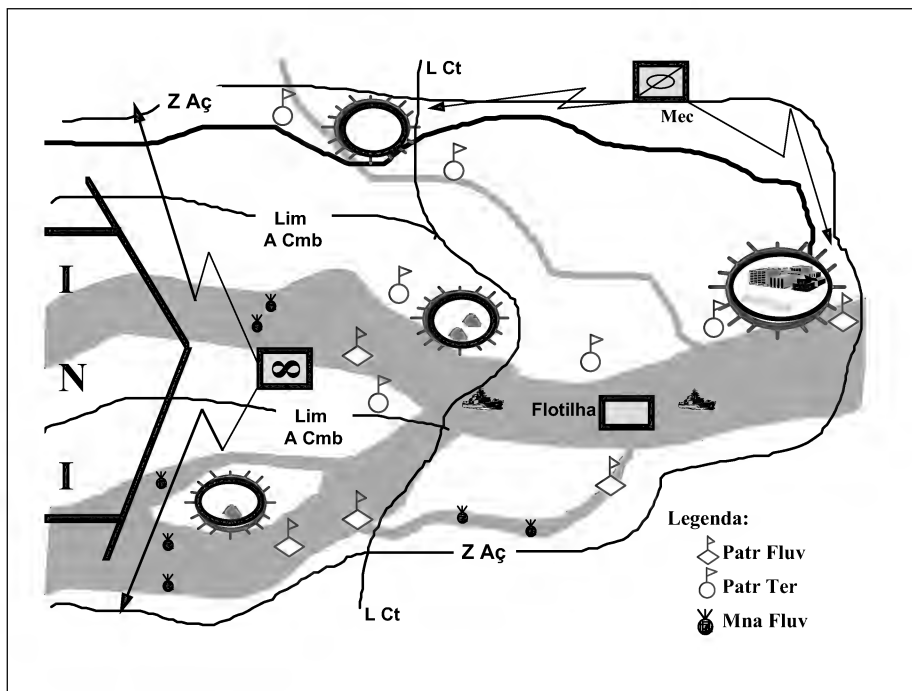 L Ct
Z Aç
Mec
Lim
A Cmb
I
N
I
Flotilha
Lim
A Cmb
Z Aç
L Ct
Legenda:
Patr Fluv
Patr Ter
Mna Fluv